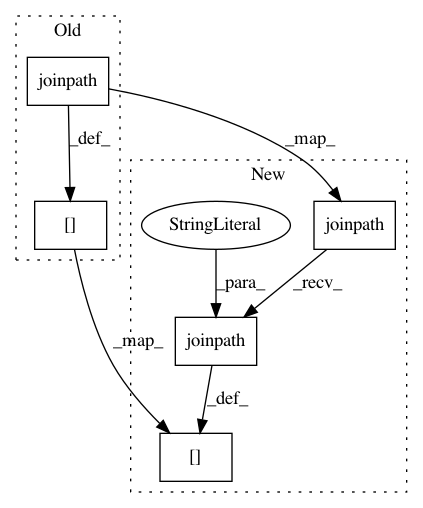 Old
joinpath
_def_
_map_
New
[]
StringLiteral
joinpath
_para_
_recv_
_map_
joinpath
_def_
[]